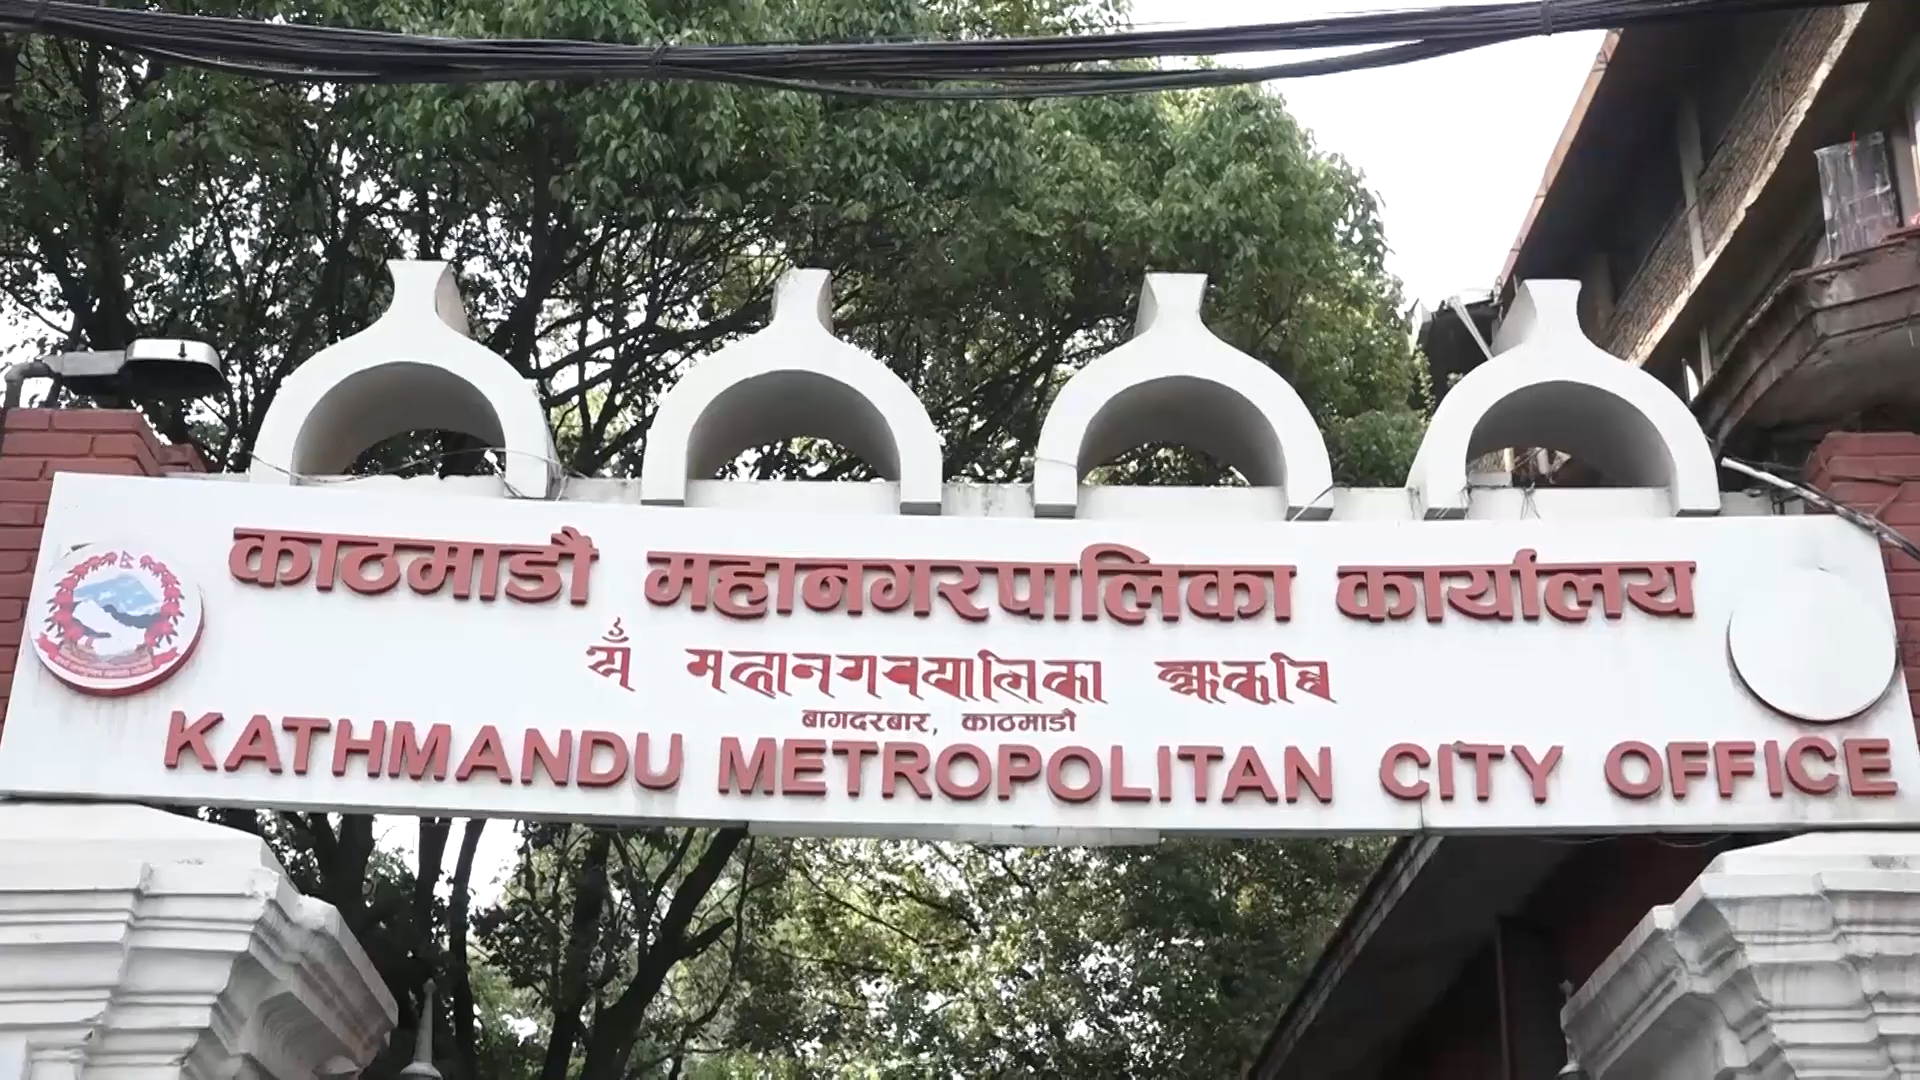 काठमाडौं महानगरपालिका कार्यालय
बागदरबार, काठमाडौं
KATHMANDU METROPOLITAN CITY OFFICE